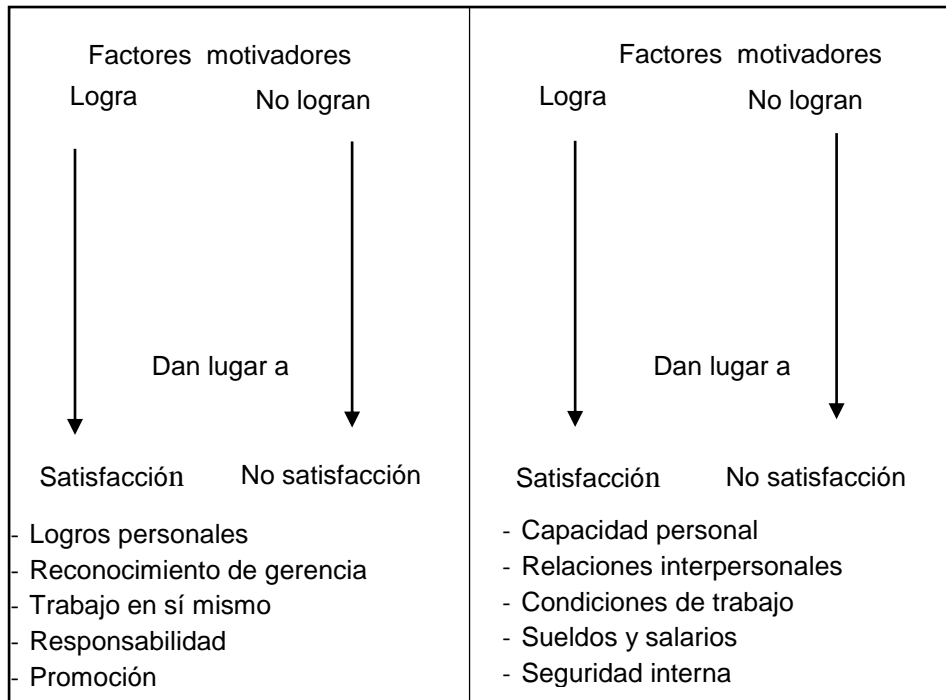 Factores motivadores
Logra No logran
Dan lugar a
Satisfacción No satisfacción
- Logros personales
- Reconocimiento de gerencia
- Trabajo en sí mismo
- Responsabilidad
- Promoción
Factores motivadores
Logra No logran
Dan lugar a
Satisfacción No satisfacción
- Capacidad personal
- Relaciones interpersonales
- Condiciones de trabajo
- Sueldos y salarios
- Seguridad interna